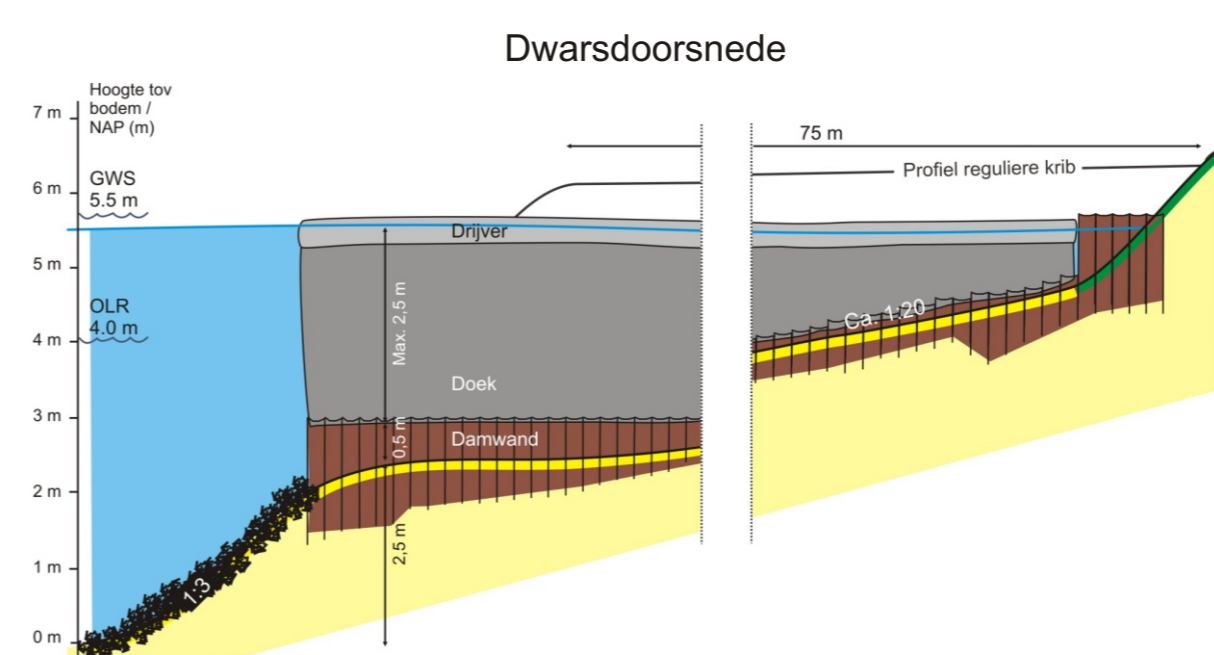 Dwarsdoorsnede
Hoogte tov
bodem /
NAP (m)
7 m
75 m
Profiel reguliere krib
GWS
6 m
5.5 m
Drijver
5 m
OLR
4.0 m
4 m
Max. 2,5 m
Ca. 1:20
Doek
3 m
0,5 m
Damwand
2 m
2,5 m
1 m
1:3
0 m